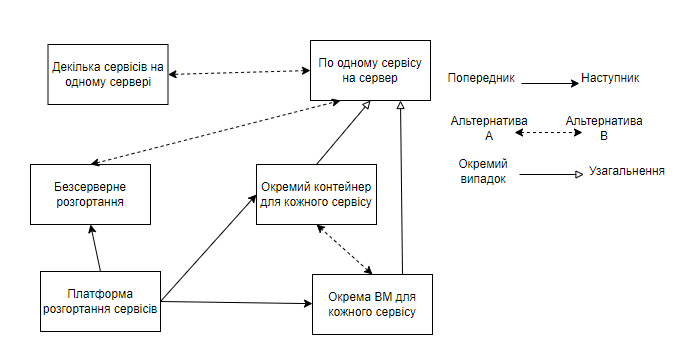 Декілька сервісів на
одному сервері
По одному сервісу
на сервер
Попередник
Наступник
Альтернатива
А
Альтернатива
В
Окремий
випадок
Узагальнення
Безсерверне
розгортання
Окремий контейнер
для кожного сервісу
Платформа
розгортання сервісів
Окрема ВМ для
кожного сервісу